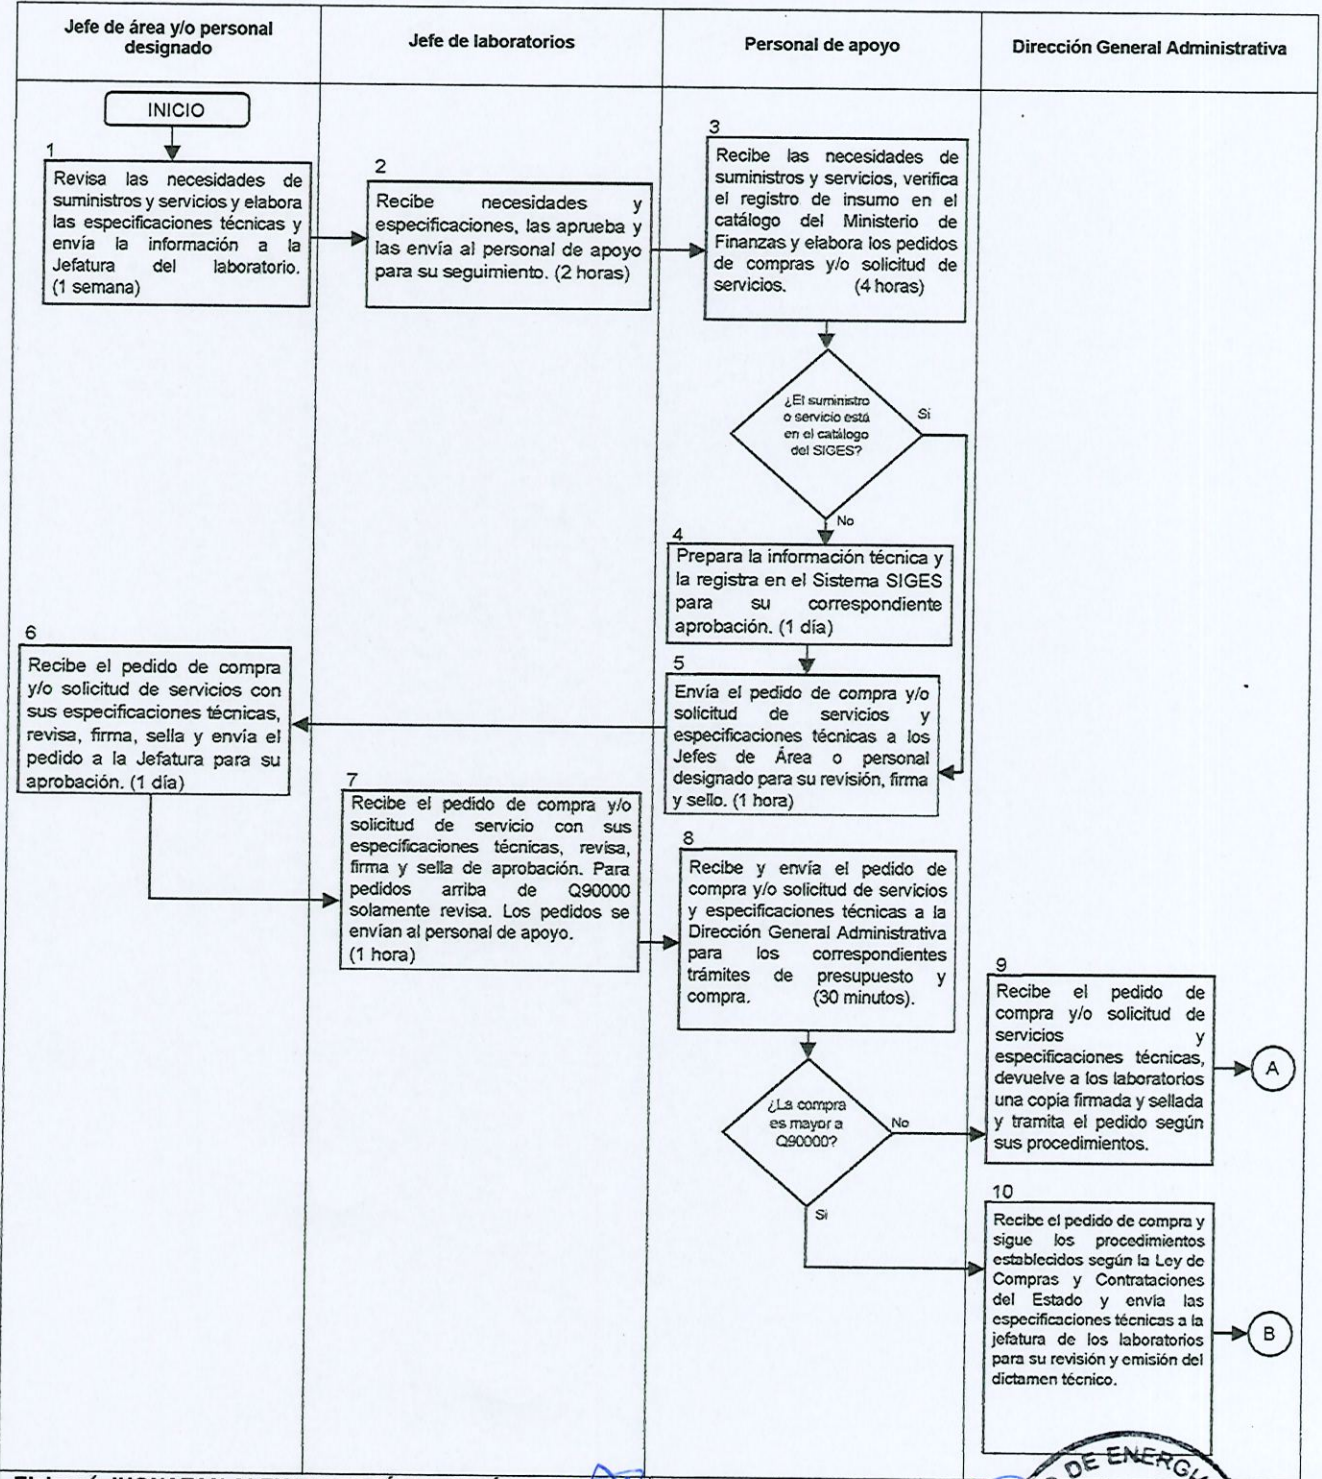 Jefe de área y/o personal
designado
Jefe de laboratorios
Personal de apoyo
Dirección General Administrativa
INICIO
1
Revisa las necesidades de
suministros y servicios y elabora
las especificaciones técnicas y
envía la información a la
Jefatura del laboratorio.
(1 semana)
2
Recibe necesidades y
especificaciones, las aprueba y
las envía al personal de apoyo
para su seguimiento. (2 horas)
3
Recibe las necesidades de
suministros y servicios, verifica
el registro de insumo en el
catálogo del Ministerio de
Finanzas y elabora los pedidos
de compras y/o solicitud de
servicios. (4 horas)
¿El suministro
o servicio está
en el catálogo
del SIGES?
Si
No
4
Prepara la información técnica y
la registra en el Sistema SIGES
para su correspondiente
aprobación. (1 día)
5
Envía el pedido de compra y/o
solicitud de servicios y
especificaciones técnicas a los
Jefes de Área o personal
designado para su revisión, firma
y sello. (1 hora)
6
Recibe el pedido de compra
y/o solicitud de servicios con
sus especificaciones técnicas,
revisa, firma, sella y envía el
pedido a la Jefatura para su
aprobación. (1 día)
7
Recibe el pedido de compra y/o
solicitud de servicio con sus
especificaciones técnicas, revisa,
firma y sella de aprobación. Para
pedidos arriba de Q90000
solamente revisa. Los pedidos se
envían al personal de apoyo.
(1 hora)
8
Recibe y envía el pedido de
compra y/o solicitud de servicios
y especificaciones técnicas a la
Dirección General Administrativa
para los correspondientes
trámites de presupuesto y
compra. (30 minutos).
¿La compra
es mayor a
Q90000?
No
Si
9
Recibe el pedido de
compra y/o solicitud de
servicios y
especificaciones técnicas,
devuelve a los laboratorios
una copia firmada y sellada
y tramita el pedido según
sus procedimientos.
A
10
Recibe el pedido de compra y
sigue los procedimientos
establecidos según la Ley de
Compras y Contrataciones
del Estado y envía las
especificaciones técnicas a la
jefatura de los laboratorios
para su revisión y emisión del
dictamen técnico.
B
DE ENERGI